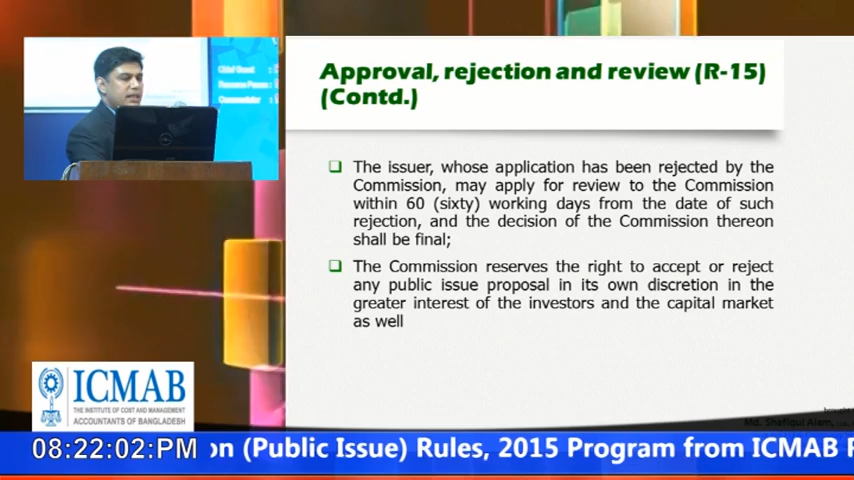 Approval, rejection and review (R-15)
(Contd.)
❑ The issuer, whose application has been rejected by the
Commission, may apply for review to the Commission
within 60 (sixty) working days from the date of such
rejection, and the decision of the Commission thereon
shall be final;
❑ The Commission reserves the right to accept or reject
any public issue proposal in its own discretion in the
greater interest of the investors and the capital market
as well
Chief Guest
ICMAB
THE INSTITUTE OF COST AND MANAGEMENT
ACCOUNTANTS OF BANGLADESH
Md. Shafiqul Alam,
08:22:02:PM on (Public Issue) Rules, 2015 Program from ICMAB